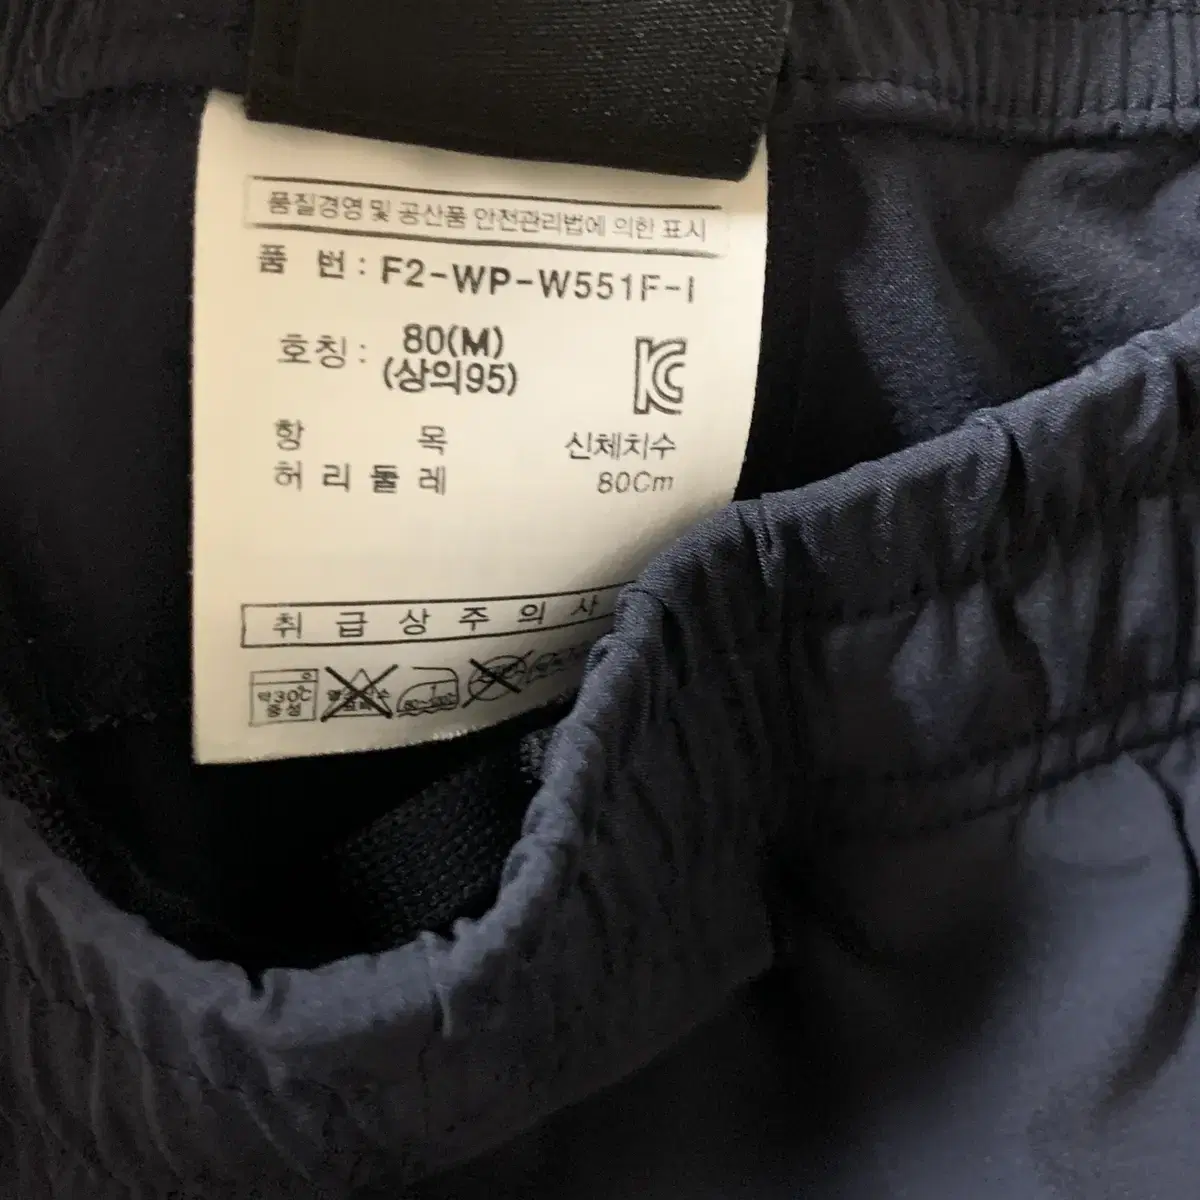 품질경영 및 공산품 안전관리법에 의한 표시
품 번 : F2-WP-W551F-I
호칭 : 80(M)
(상의95)
항 목 신체치수
허리둘레 80Cm
취급상주의사
약30℃
중성
80~120℃